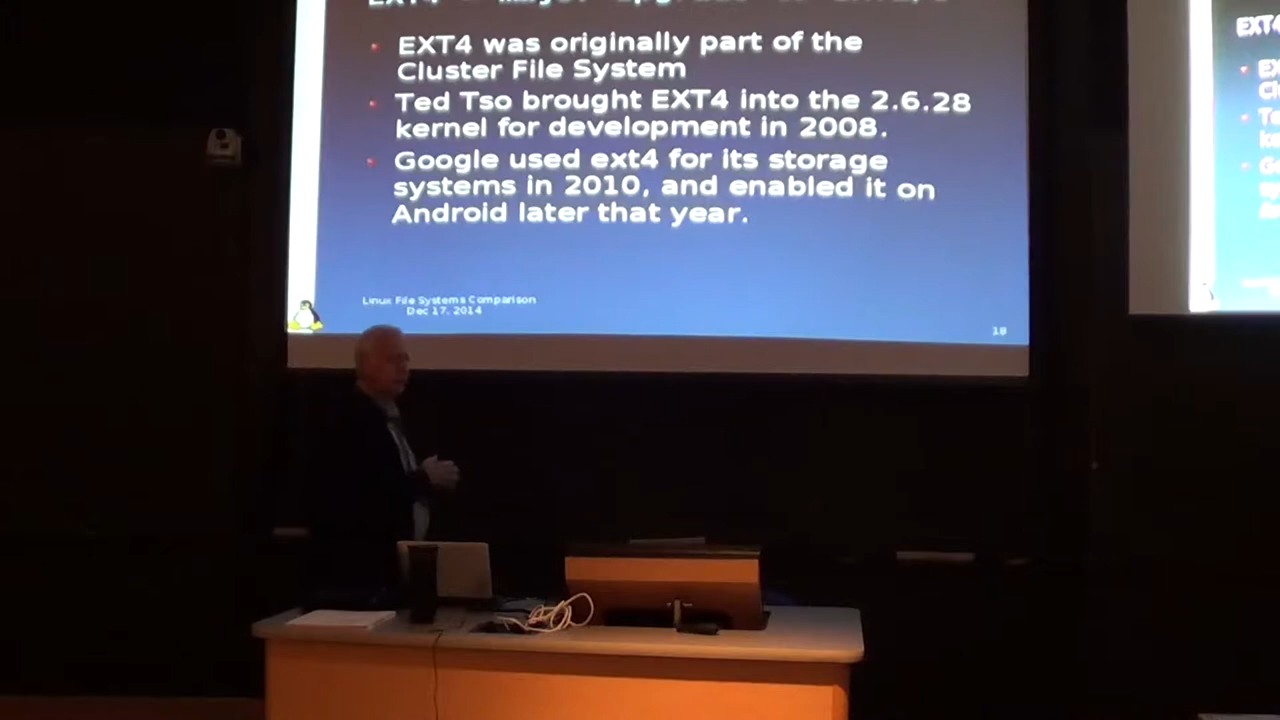 EXT4 was originally part of the
Cluster File System
Ted Tso brought EXT4 into the 2.6.28
kernel for development in 2008.
Google used ext4 for its storage
systems in 2010, and enabled it on
Android later that year.
Linux File Systems Comparison
Dec 17, 2014
18
EXT4